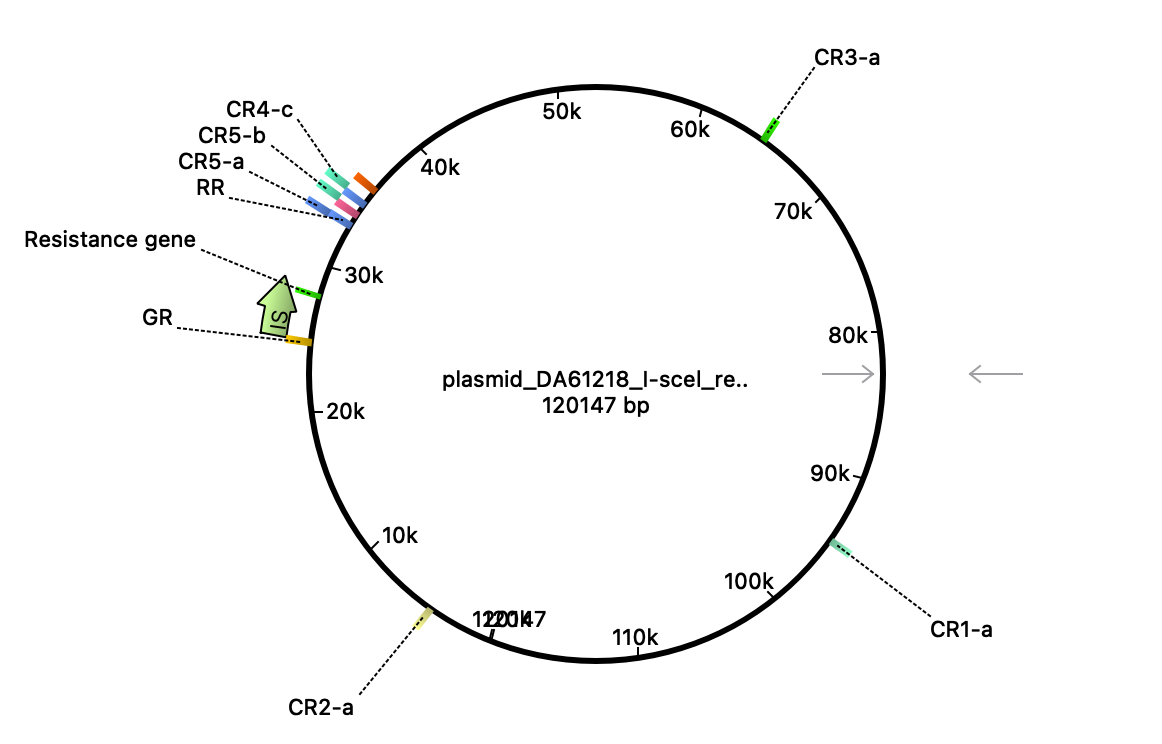 CR3-a
50k
60k
CR4-c
CR5-b
CR5-a
RR
40k
70k
Resistance gene
30k
IS
GR
80k
plasmid_DA61218_I-sceI_re..
120147 bp
20k
90k
10k
100k
120147
110k
CR1-a
CR2-a